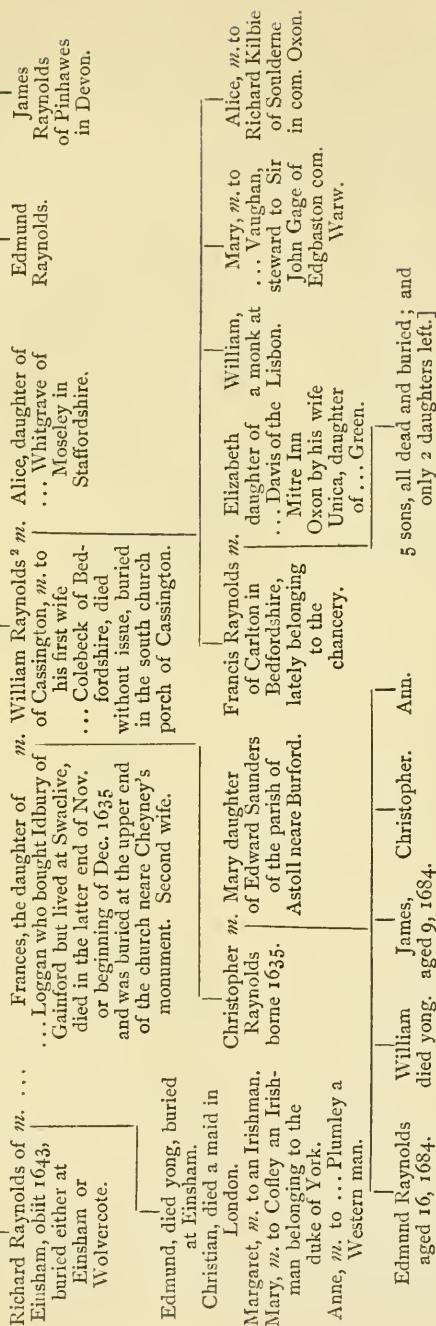 Richard Raynolds of m. ...
Einsham, obiit 1643,
buried either at
Einsham or
Wolvercote.
Frances, the daughter of
... Loggan who bought Idbury of
Gainford but lived at Swaclive,
died in the latter end of Nov.
or beginning of Dec. 1635
and was buried at the upper end
of the church neare Cheyney's
monument. Second wife.
m. William Raynolds ² m.
of Cassington, m. to
his first wife
... Colebeck of Bed-
fordshire, died
without issue, buried
in the south church
porch of Cassington.
Alice, daughter of
... Whitgrave of
Moseley in
Staffordshire.
Edmund
Raynolds.
James
Raynolds
of Pinhawes
in Devon.
Edmund, died yong, buried
at Einsham.
Christian, died a maid in
London.
Margaret, m. to an Irishman.
Mary, m. to Coffey an Irish-
man belonging to the
duke of York.
Anne, m. to ... Plumley a
Western man.
Christopher m.
Raynolds
borne 1635.
Mary daughter
of Edward Saunders
of the parish of
Astoll neare Burford.
Francis Raynolds m.
of Carlton in
Bedfordshire,
lately belonging
to the
chancery.
Elizabeth
daughter of
... Davis of the
Mitre Inn
Oxon by his wife
Unica, daughter
of ... Green.
William,
a monk at
Lisbon.
Mary, m. to
... Vaughan,
steward to Sir
John Gage of
Edgbaston com.
Warw.
Alice, m. to
Richard Kilbie
of Soulderne
in com. Oxon.
Edmund Raynolds
aged 16, 1684.
William
died yong.
James,
aged 9, 1684.
Christopher.
Ann.
5 sons, all dead and buried; and
only 2 daughters left.]